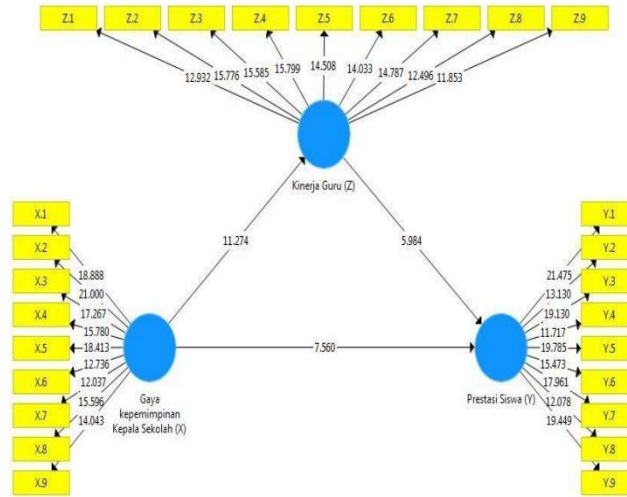 Z.1 Z.2 Z.3 Z.4 Z.5 Z.6 Z.7 Z.8 Z.9
12.932 15.776 15.585 15.799 14.508 14.033 14.787 12.496 11.853
Kinerja Guru (Z)
11.274 5.984
X.1
X.2
X.3
X.4
X.5
X.6
X.7
X.8
X.9
18.888
21.000
17.267
15.780
18.413
12.736
12.037
15.596
14.043
Gaya
kepemimpinan
Kepala Sekolah (X)
7.560
Prestasi Siswa (Y)
21.475
13.130
19.130
11.717
19.785
15.473
17.961
12.078
19.449
Y.1
Y.2
Y.3
Y.4
Y.5
Y.6
Y.7
Y.8
Y.9